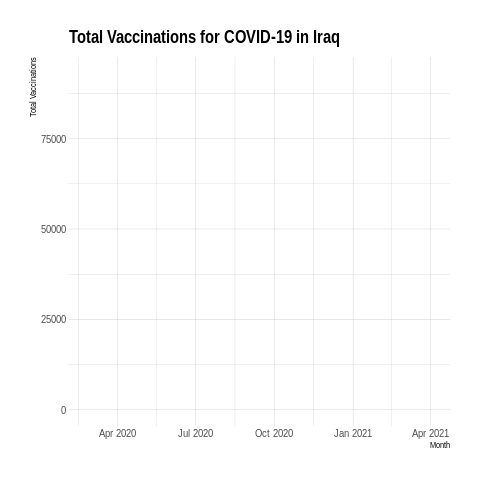 Total Vaccinations for COVID-19 in Iraq
Total Vaccinations
75000
50000
25000
0
Apr 2020 Jul 2020 Oct 2020 Jan 2021 Apr 2021
Month